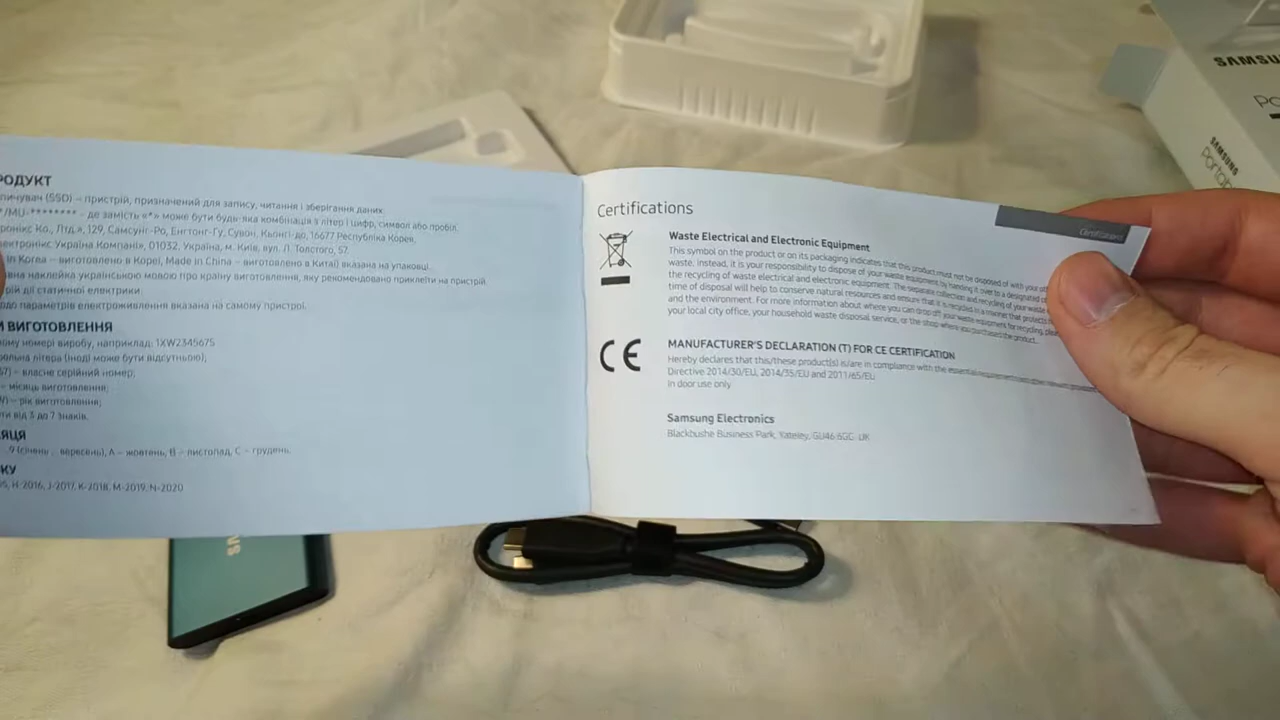 SAMSU
SAMSUNG
РОДУКТ
пичувач (SSD) – пристрій, призначений для запису, читання і зберігання даних.
*/MU-******** - де замість «*» може бути будь-яка комбінація з літер і цифр, символ або пробіл.
Ко., Лтд.», 129, Самсунг-Ро, Енгтонг-Гу, Сувон, Кьонгі-до, 16677 Республіка Корея,
Україна Компані», 01032, Україна, м. Київ, вул. Л. Толстого, 57.
in Korea – виготовлено в Кореї, Made in China – виготовлено в Китаї) вказана на упаковці.
наклейка українською мовою про країну виготовлення, яку рекомендовано приклеїти на пристрій.
рій дії статичної електрики.
до параметрів електроживлення вказана на самому пристрої.
ВИГОТОВЛЕННЯ
номері виробу, наприклад: 1XW2345675
літера (іноді може бути відсутньою);
– власне серійний номер;
– місяць виготовлення;
– рік виготовлення;
від 3 до 7 знаків.
ЯЦЯ
вересень), A – жовтень, B – листопад, C – грудень.
КУ
H-2016, J-2017, K-2018, M-2019, N-2020
Certifications
Certifications
Waste Electrical and Electronic Equipment
This symbol on the product or on its packaging indicates that this product must not be disposed of with your
waste. Instead, it is your responsibility to dispose of your waste equipment by handing it over to a designated
the recycling of waste electrical and electronic equipment. The separate collection and recycling of your waste
time of disposal will help to conserve natural resources and ensure that it is recycled in a manner that protects
and the environment. For more information about where you can drop off your waste equipment for recycling,
your local city office, your household waste disposal service, or the shop where you purchased the product.
CE
MANUFACTURER'S DECLARATION (T) FOR CE CERTIFICATION
Hereby declares that this/these product(s) is/are in compliance with the essential
Directive 2014/30/EU, 2014/35/EU and 2011/65/EU
In door use only
Samsung Electronics
Blackbushe Business Park, Yateley, GU46 6GG. UK